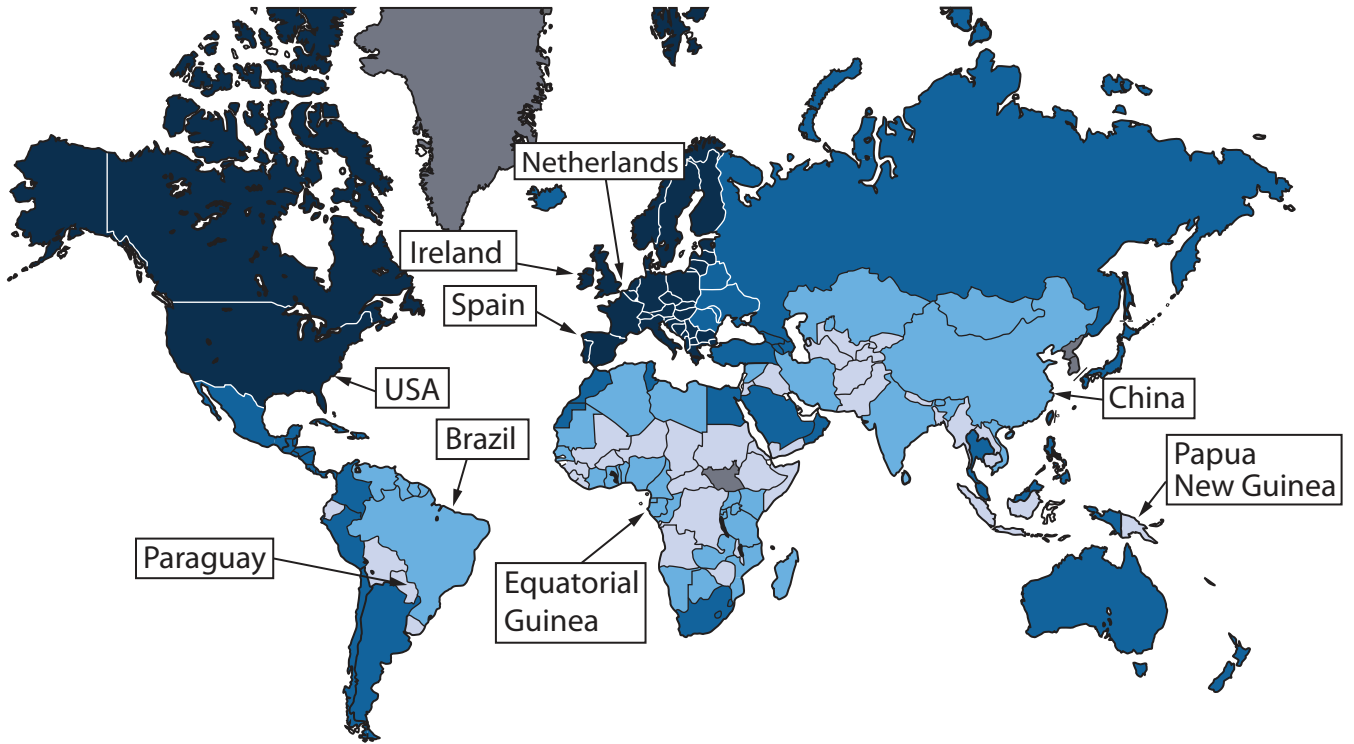 Netherlands
Ireland
Spain
USA
Brazil
China
Papua
New Guinea
Paraguay
Equatorial
Guinea